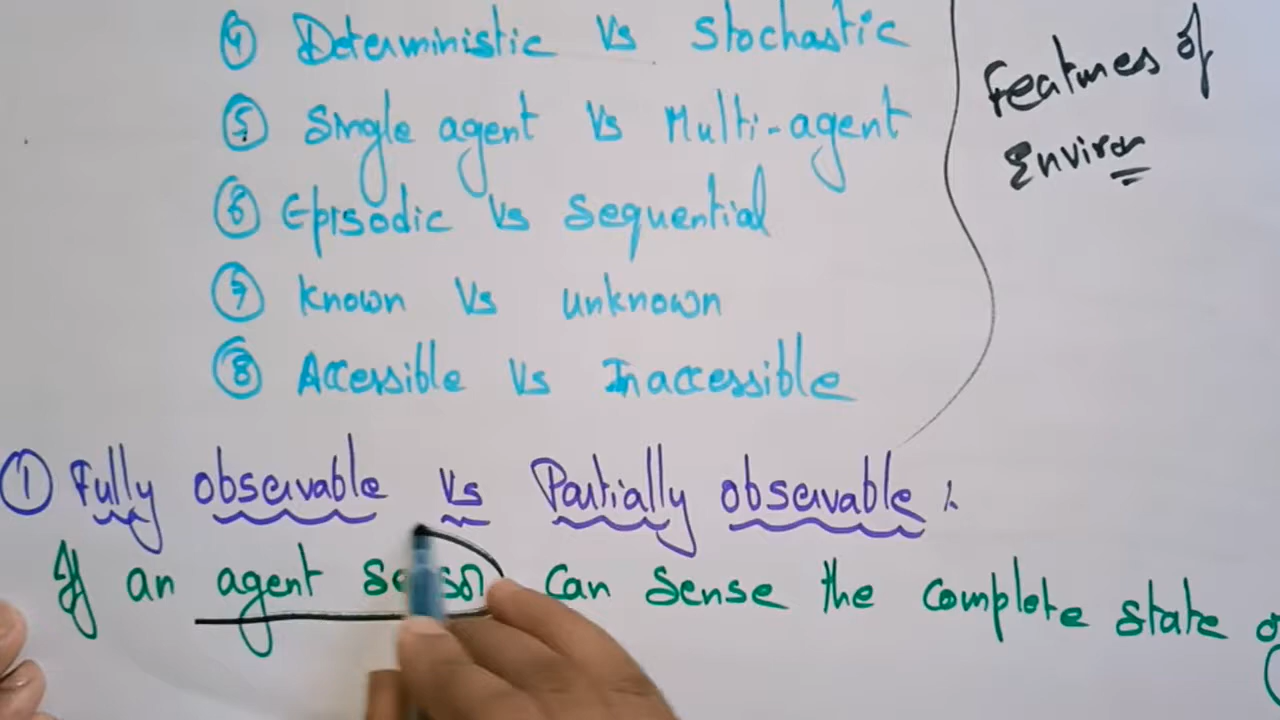 ④ Deterministic Vs Stochastic
⑤ Single agent Vs Multi-agent
⑥ Episodic Vs Sequential
⑦ Known Vs unknown
⑧ Accessible Vs Inaccessible
Features of
Environ
① Fully observable Vs Partially observable :
If an agent can sense the complete state